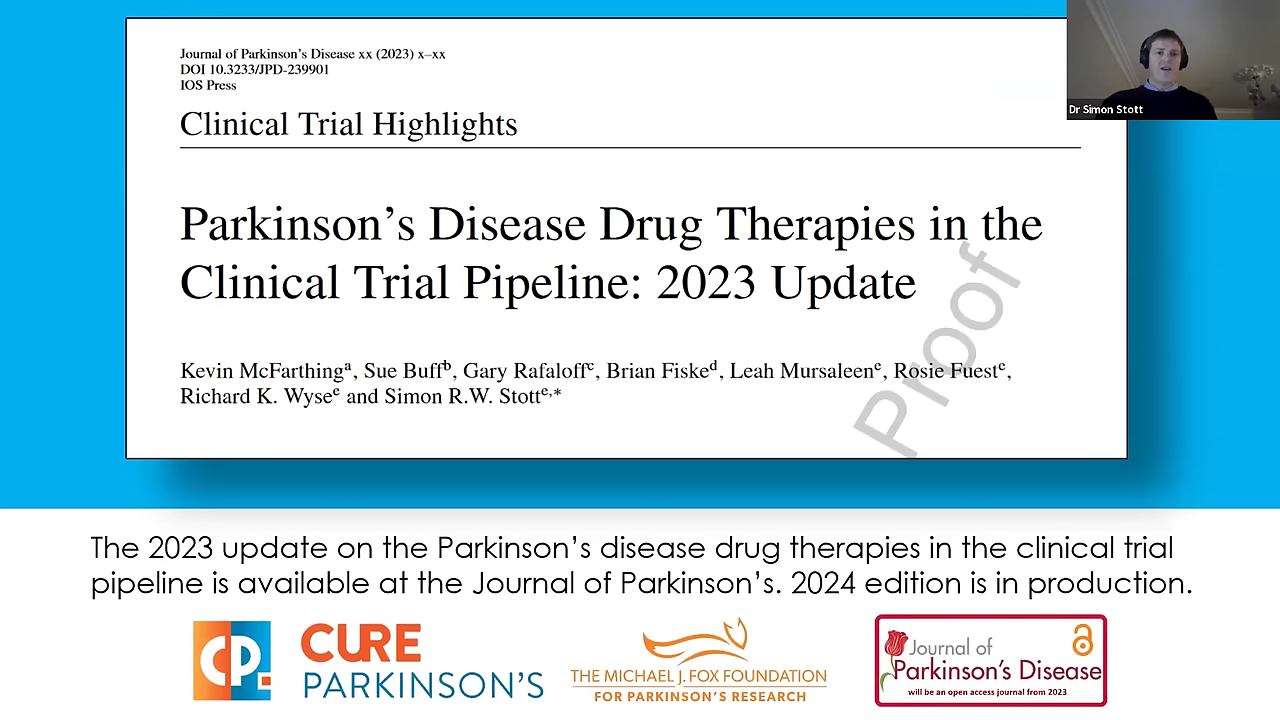 Journal of Parkinson's Disease xx (2023) x–xx
DOI 10.3233/JPD-239901
IOS Press
Clinical Trial Highlights
Parkinson's Disease Drug Therapies in the
Clinical Trial Pipeline: 2023 Update
Kevin McFarthingᵃ, Sue Buffᵇ, Gary Rafaloffᶜ, Brian Fiskeᵈ, Leah Mursaleenᵉ, Rosie Fuestᵉ,
Richard K. Wyseᵉ and Simon R.W. Stottᵉ,*
Proof
Dr Simon Stott
The 2023 update on the Parkinson's disease drug therapies in the clinical trial
pipeline is available at the Journal of Parkinson's. 2024 edition is in production.
CP.
CURE
PARKINSON'S
THE MICHAEL J. FOX FOUNDATION
FOR PARKINSON'S RESEARCH
Journal of
Parkinson's Disease
will be an open access journal from 2023